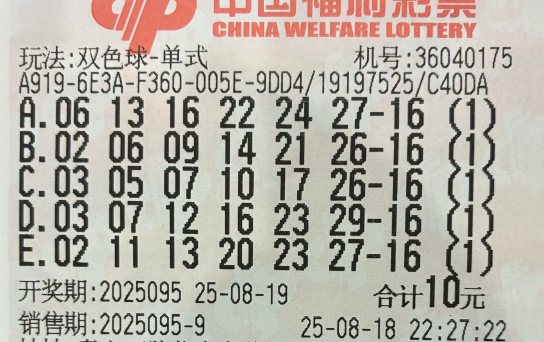 中国福利彩票
CHINA WELFARE LOTTERY
玩法:双色球-单式 机号:36040175
A919-6E3A-F360-005E-9DD4/19197525/C40DA
A.06 13 16 22 24 27-16 (1)
B.02 06 09 14 21 26-16 (1)
C.03 05 07 10 17 26-16 (1)
D.03 07 12 16 23 29-16 (1)
E.02 11 13 20 23 27-16 (1)
开奖期:2025095 25-08-19 合计10元
销售期:2025095-9 25-08-18 22:27:22